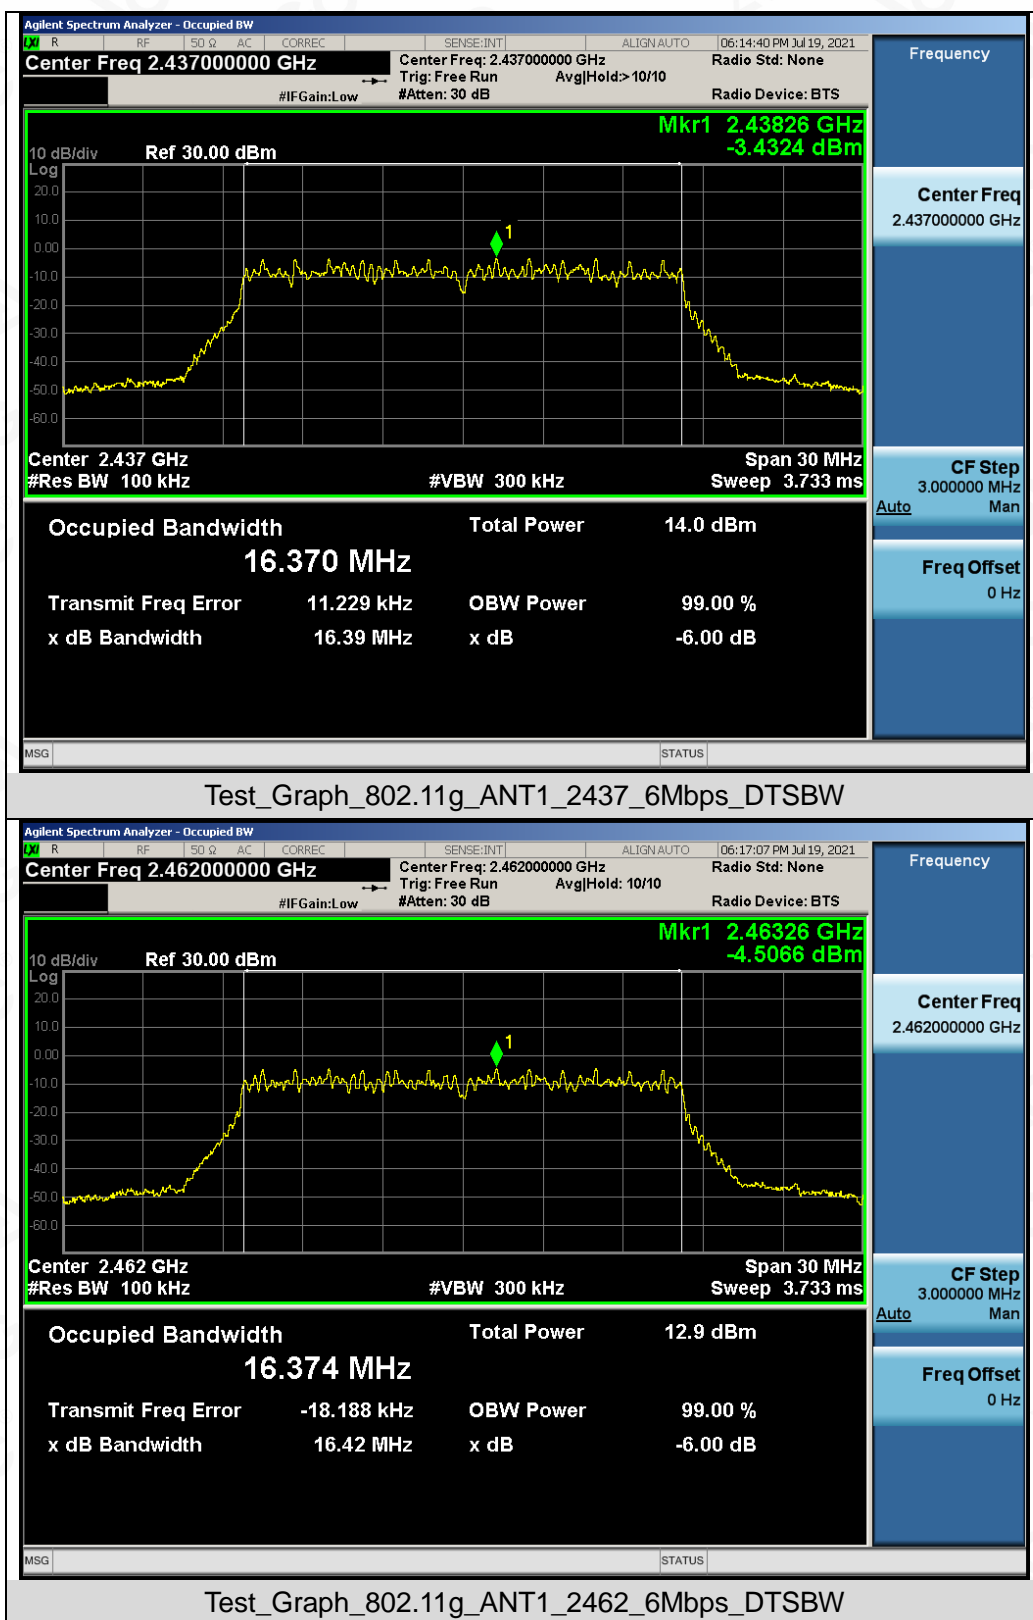 Agilent Spectrum Analyzer - Occupied BW
LXI R RF 50 Ω AC CORREC SENSE:INT ALIGN AUTO 06:14:40 PM Jul 19, 2021
Center Freq 2.437000000 GHz
Center Freq: 2.437000000 GHz
Radio Std: None
Trig: Free Run Avg|Hold:> 10/10
#IFGain:Low #Atten: 30 dB Radio Device: BTS
Frequency
Mkr1 2.43826 GHz
-3.4324 dBm
10 dB/div Ref 30.00 dBm
Log
20.0
10.0
0.00
-10.0
-20.0
-30.0
-40.0
-50.0
-60.0
1
Center Freq
2.437000000 GHz
Center 2.437 GHz Span 30 MHz
#Res BW 100 kHz #VBW 300 kHz Sweep 3.733 ms
CF Step
3.000000 MHz
Auto Man
Occupied Bandwidth Total Power 14.0 dBm
16.370 MHz
Transmit Freq Error 11.229 kHz OBW Power 99.00 %
x dB Bandwidth 16.39 MHz x dB -6.00 dB
Freq Offset
0 Hz
MSG STATUS
Test_Graph_802.11g_ANT1_2437_6Mbps_DTSBW
Agilent Spectrum Analyzer - Occupied BW
LXI R RF 50 Ω AC CORREC SENSE:INT ALIGN AUTO 06:17:07 PM Jul 19, 2021
Center Freq 2.462000000 GHz
Center Freq: 2.462000000 GHz
Radio Std: None
Trig: Free Run Avg|Hold: 10/10
#IFGain:Low #Atten: 30 dB Radio Device: BTS
Frequency
Mkr1 2.46326 GHz
-4.5066 dBm
10 dB/div Ref 30.00 dBm
Log
20.0
10.0
0.00
-10.0
-20.0
-30.0
-40.0
-50.0
-60.0
1
Center Freq
2.462000000 GHz
Center 2.462 GHz Span 30 MHz
#Res BW 100 kHz #VBW 300 kHz Sweep 3.733 ms
CF Step
3.000000 MHz
Auto Man
Occupied Bandwidth Total Power 12.9 dBm
16.374 MHz
Transmit Freq Error -18.188 kHz OBW Power 99.00 %
x dB Bandwidth 16.42 MHz x dB -6.00 dB
Freq Offset
0 Hz
MSG STATUS
Test_Graph_802.11g_ANT1_2462_6Mbps_DTSBW